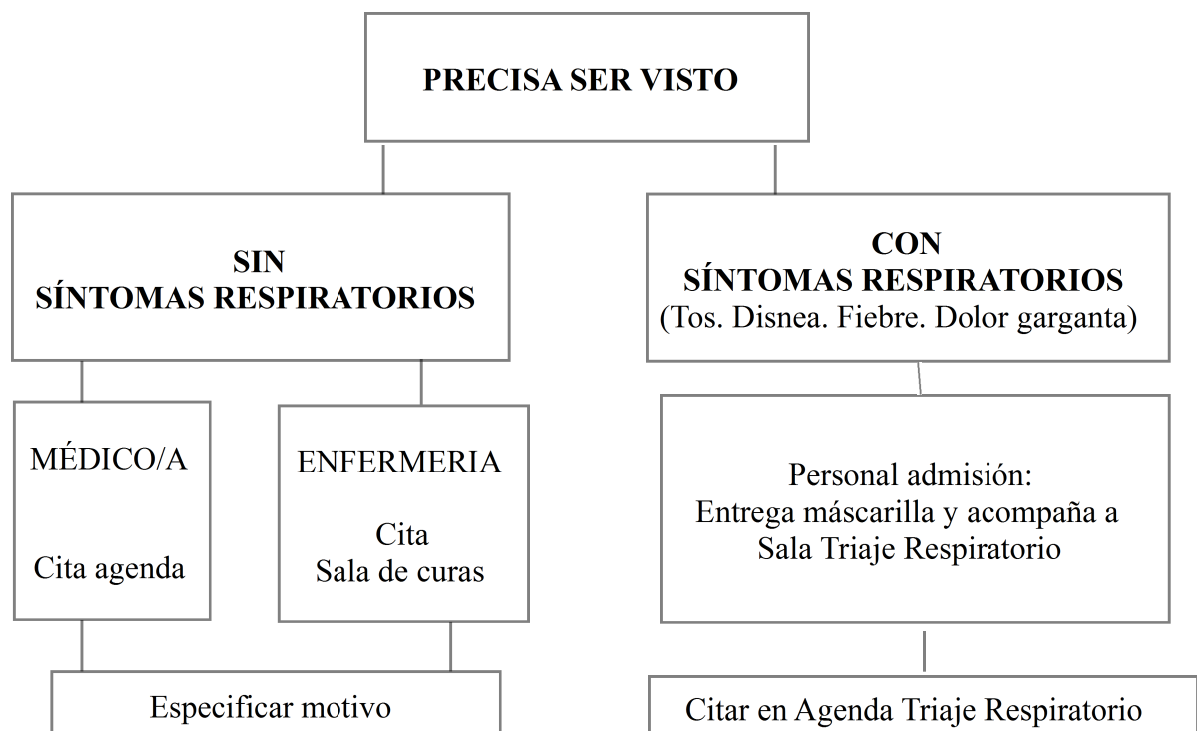 PRECISA SER VISTO
SIN
SÍNTOMAS RESPIRATORIOS
CON
SÍNTOMAS RESPIRATORIOS
(Tos. Disnea. Fiebre. Dolor garganta)
MÉDICO/A
Cita agenda
ENFERMERIA
Cita
Sala de curas
Personal admisión:
Entrega máscarilla y acompaña a
Sala Triaje Respiratorio
Especificar motivo
Citar en Agenda Triaje Respiratorio